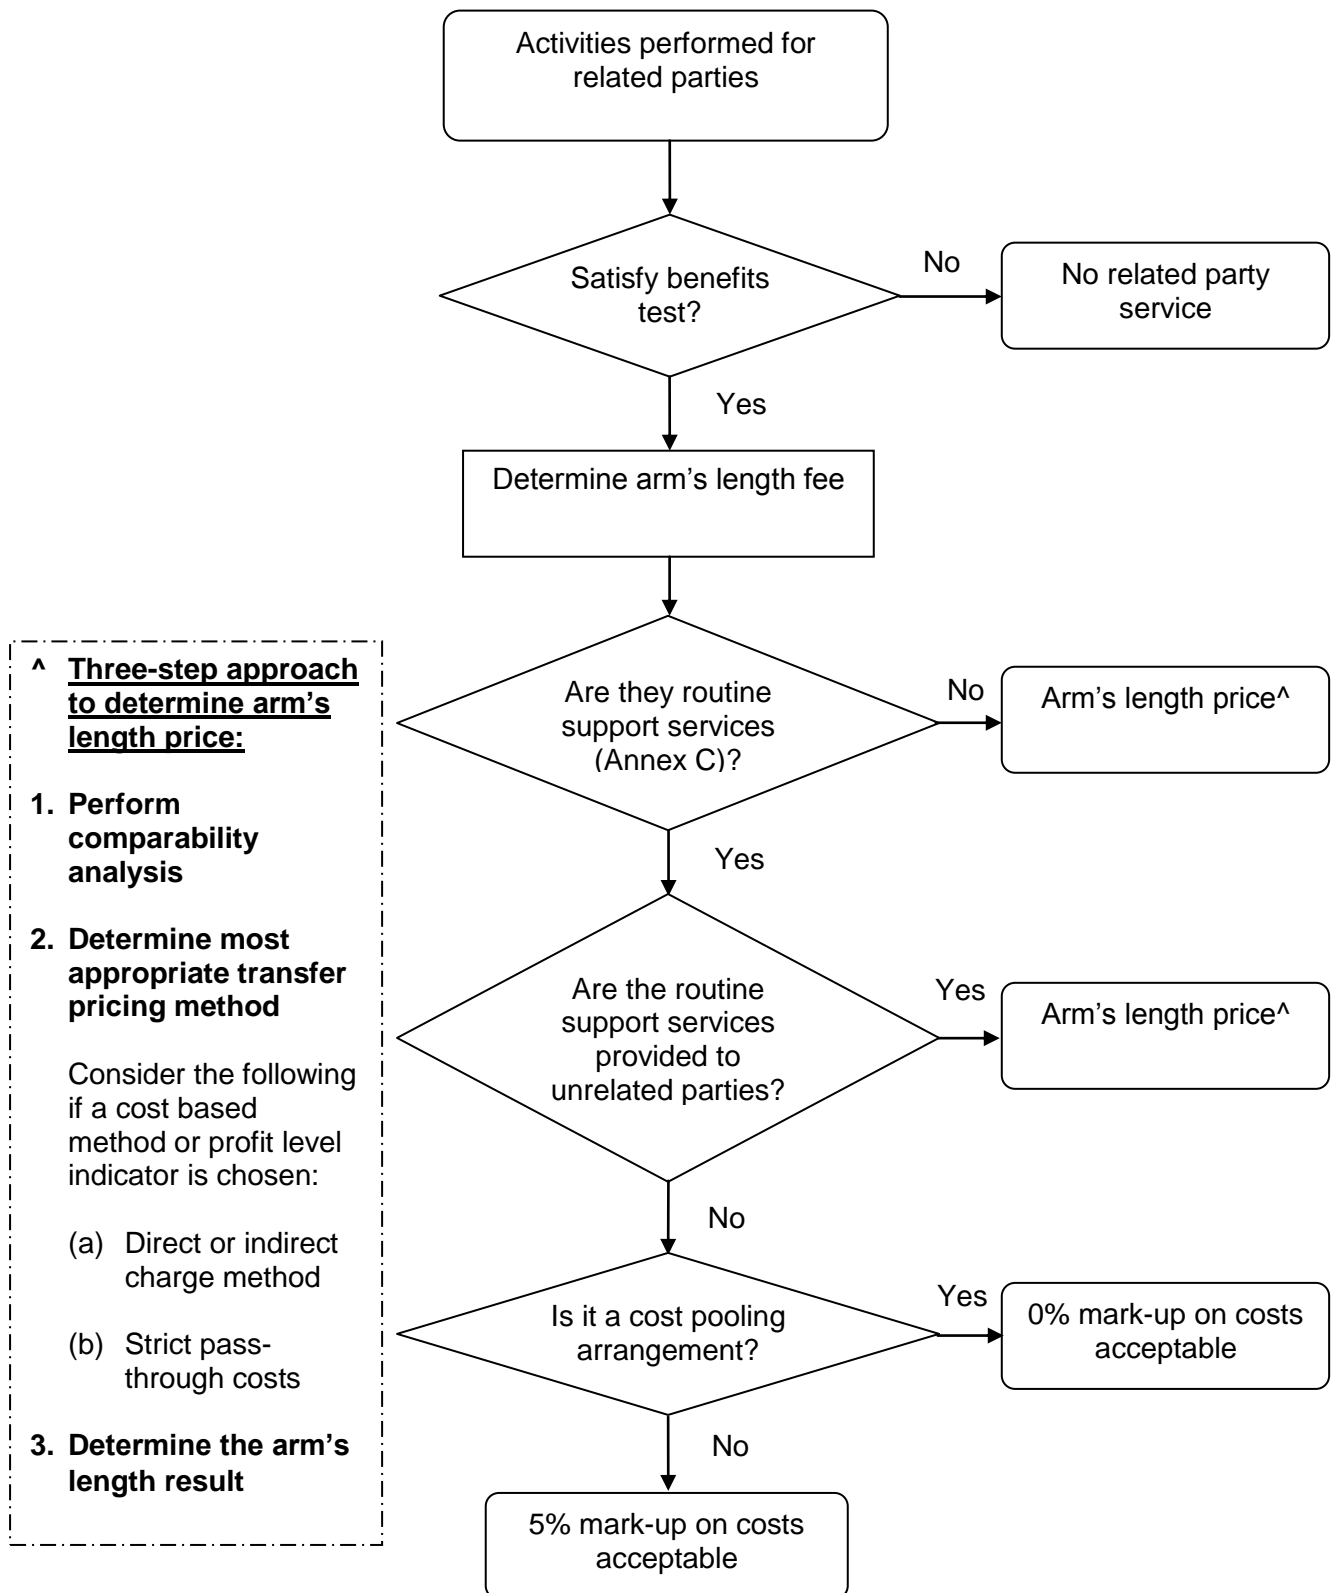 Activities performed for
related parties
Satisfy benefits
test?
No
No related party
service
Yes
Determine arm’s length fee
Are they routine
support services
(Annex C)?
No
Arm’s length price^
Yes
Are the routine
support services
provided to
unrelated parties?
Yes
Arm’s length price^
No
Is it a cost pooling
arrangement?
Yes
0% mark-up on costs
acceptable
No
5% mark-up on costs
acceptable
^ Three-step approach
to determine arm’s
length price:
1. Perform
comparability
analysis
2. Determine most
appropriate transfer
pricing method
Consider the following
if a cost based
method or profit level
indicator is chosen:
(a) Direct or indirect
charge method
(b) Strict pass-
through costs
3. Determine the arm’s
length result